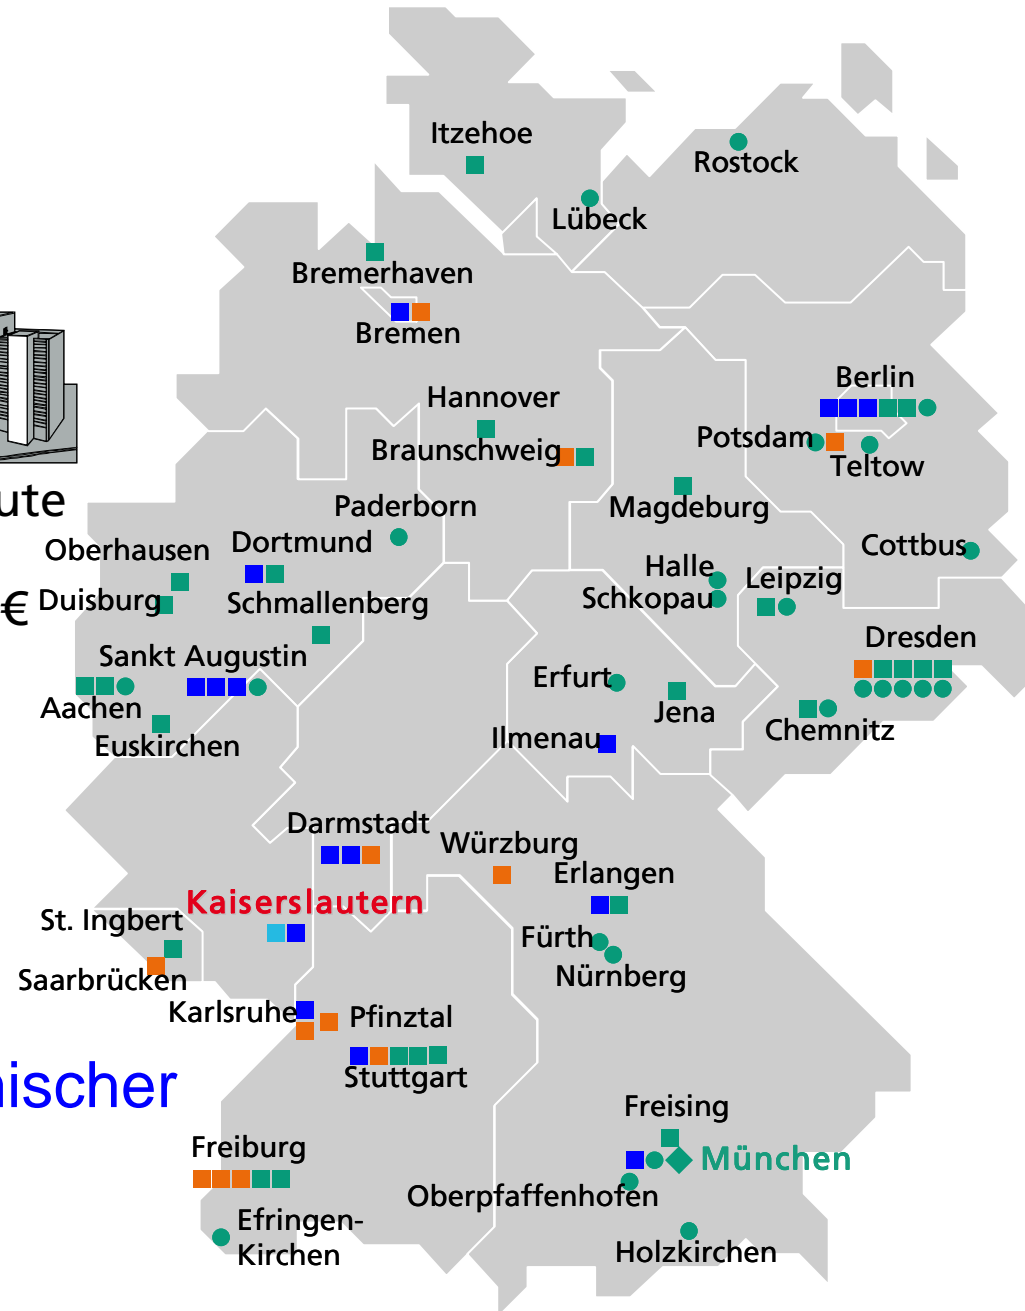 Itzehoe
Rostock
Lübeck
Bremerhaven
Bremen
Berlin
Hannover
Potsdam
Braunschweig
Teltow
ute
Paderborn
Magdeburg
Oberhausen
Dortmund
Cottbus
Halle
Leipzig
€
Duisburg
Schmallenberg
Schkopau
Dresden
Sankt Augustin
Erfurt
Aachen
Jena
Chemnitz
Euskirchen
Ilmenau
Darmstadt
Würzburg
Erlangen
Kaiserslautern
St. Ingbert
Fürth
Saarbrücken
Nürnberg
Karlsruhe
Pfinztal
Stuttgart
nischer
Freising
Freiburg
München
Oberpfaffenhofen
Efringen-
Kirchen
Holzkirchen